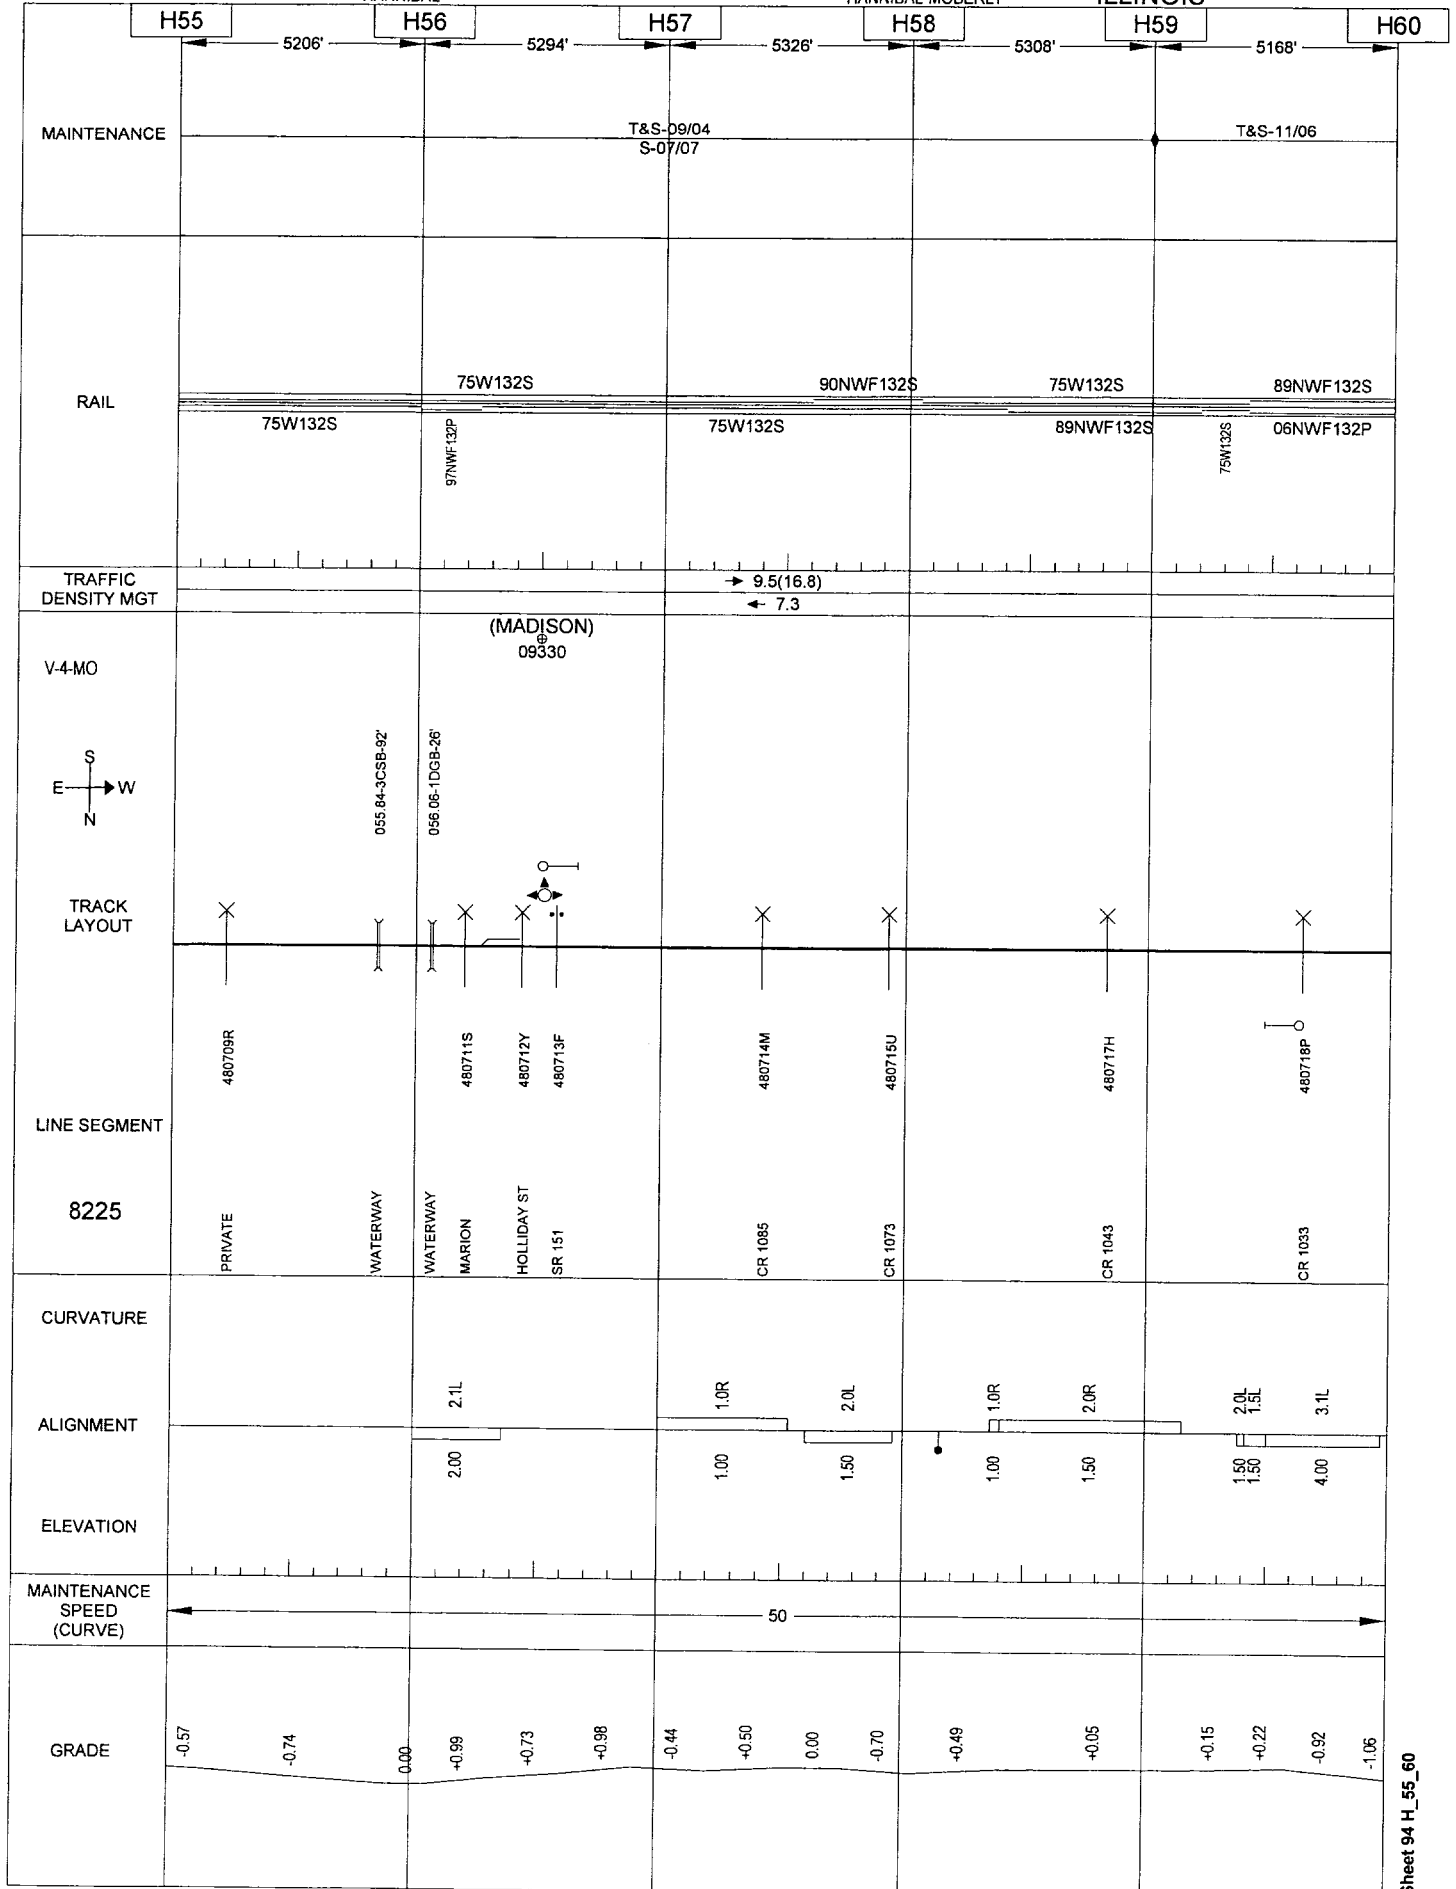 HANNIBAL MOBERLY ILLINOIS
H55 H56 H57 H58 H59 H60
5206' 5294' 5326' 5308' 5168'
MAINTENANCE
T&S-09/04
S-07/07
T&S-11/06
RAIL
75W132S 90NWF132S 75W132S 89NWF132S
75W132S 97NWF132P 75W132S 89NWF132S 75W132S 06NWF132P
TRAFFIC
DENSITY MGT
→ 9.5(16.8)
← 7.3
(MADISON)
09330
V-4-MO
S
E W
N
055.84-3CSB-92'
056.06-1DGB-26'
TRACK
LAYOUT
480709R
480711S
480712Y
480713F
480714M
480715U
480717H
480718P
LINE SEGMENT
8225
PRIVATE
WATERWAY
WATERWAY
MARION
HOLLIDAY ST
SR 151
CR 1085
CR 1073
CR 1043
CR 1033
CURVATURE
2.1L 1.0R 2.0L 1.0R 2.0R 2.0L 1.5L 3.1L
ALIGNMENT
2.00 1.00 1.50 1.00 1.50 1.50 1.50 4.00
ELEVATION
MAINTENANCE
SPEED
(CURVE)
50
GRADE
-0.57 -0.74 0.00 +0.99 +0.73 +0.98 -0.44 +0.50 0.00 -0.70 +0.49 +0.05 +0.15 +0.22 -0.92 -1.06
Sheet 94 H_55_60